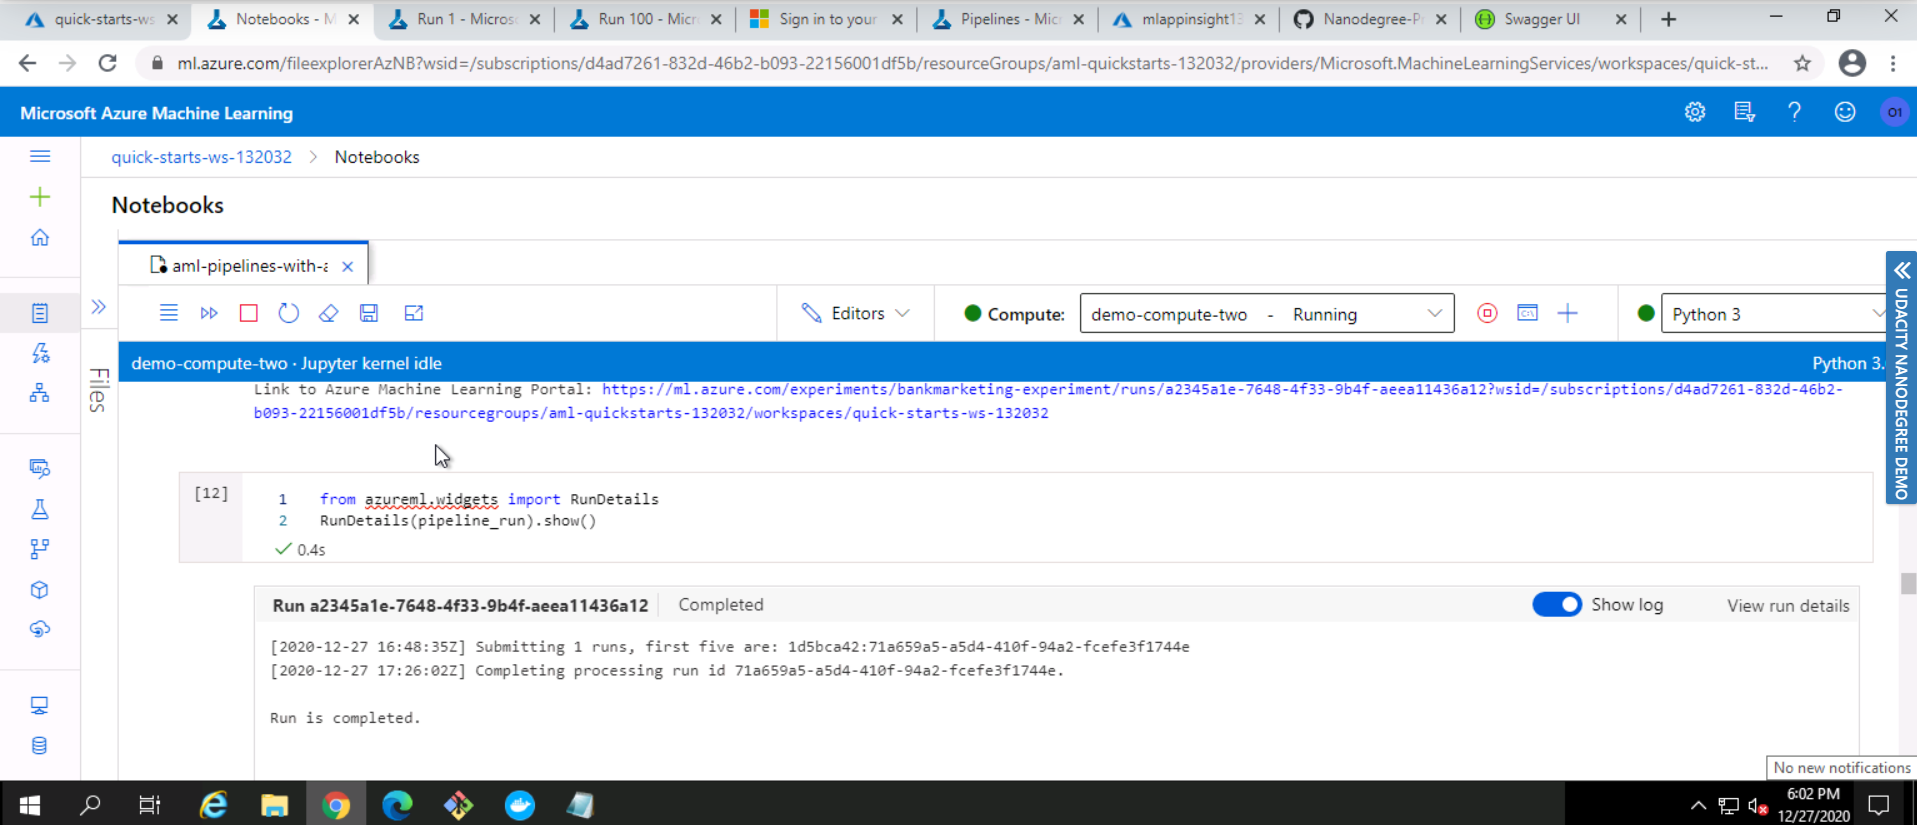 quick-starts-ws
Notebooks - M
Run 1 - Micros
Run 100 - Micr
Sign in to your
Pipelines - Mic
mlappinsight13
Nanodegree-P
Swagger UI
ml.azure.com/fileexplorerAzNB?wsid=/subscriptions/d4ad7261-832d-46b2-b093-22156001df5b/resourceGroups/aml-quickstarts-132032/providers/Microsoft.MachineLearningServices/workspaces/quick-st...
Microsoft Azure Machine Learning
O1
quick-starts-ws-132032 > Notebooks
Notebooks
aml-pipelines-with-a
Editors
Compute: demo-compute-two - Running
Python 3
demo-compute-two · Jupyter kernel idle
Python 3.
Files
UDACITY NANODEGREE DEMO
Link to Azure Machine Learning Portal: https://ml.azure.com/experiments/bankmarketing-experiment/runs/a2345a1e-7648-4f33-9b4f-aeea11436a12?wsid=/subscriptions/d4ad7261-832d-46b2-
b093-22156001df5b/resourcegroups/aml-quickstarts-132032/workspaces/quick-starts-ws-132032
[12]
1 from azureml.widgets import RunDetails
2 RunDetails(pipeline_run).show()
0.4s
Run a2345a1e-7648-4f33-9b4f-aeea11436a12 Completed
Show log
View run details
[2020-12-27 16:48:35Z] Submitting 1 runs, first five are: 1d5bca42:71a659a5-a5d4-410f-94a2-fcefe3f1744e
[2020-12-27 17:26:02Z] Completing processing run id 71a659a5-a5d4-410f-94a2-fcefe3f1744e.
Run is completed.
No new notifications
6:02 PM
12/27/2020